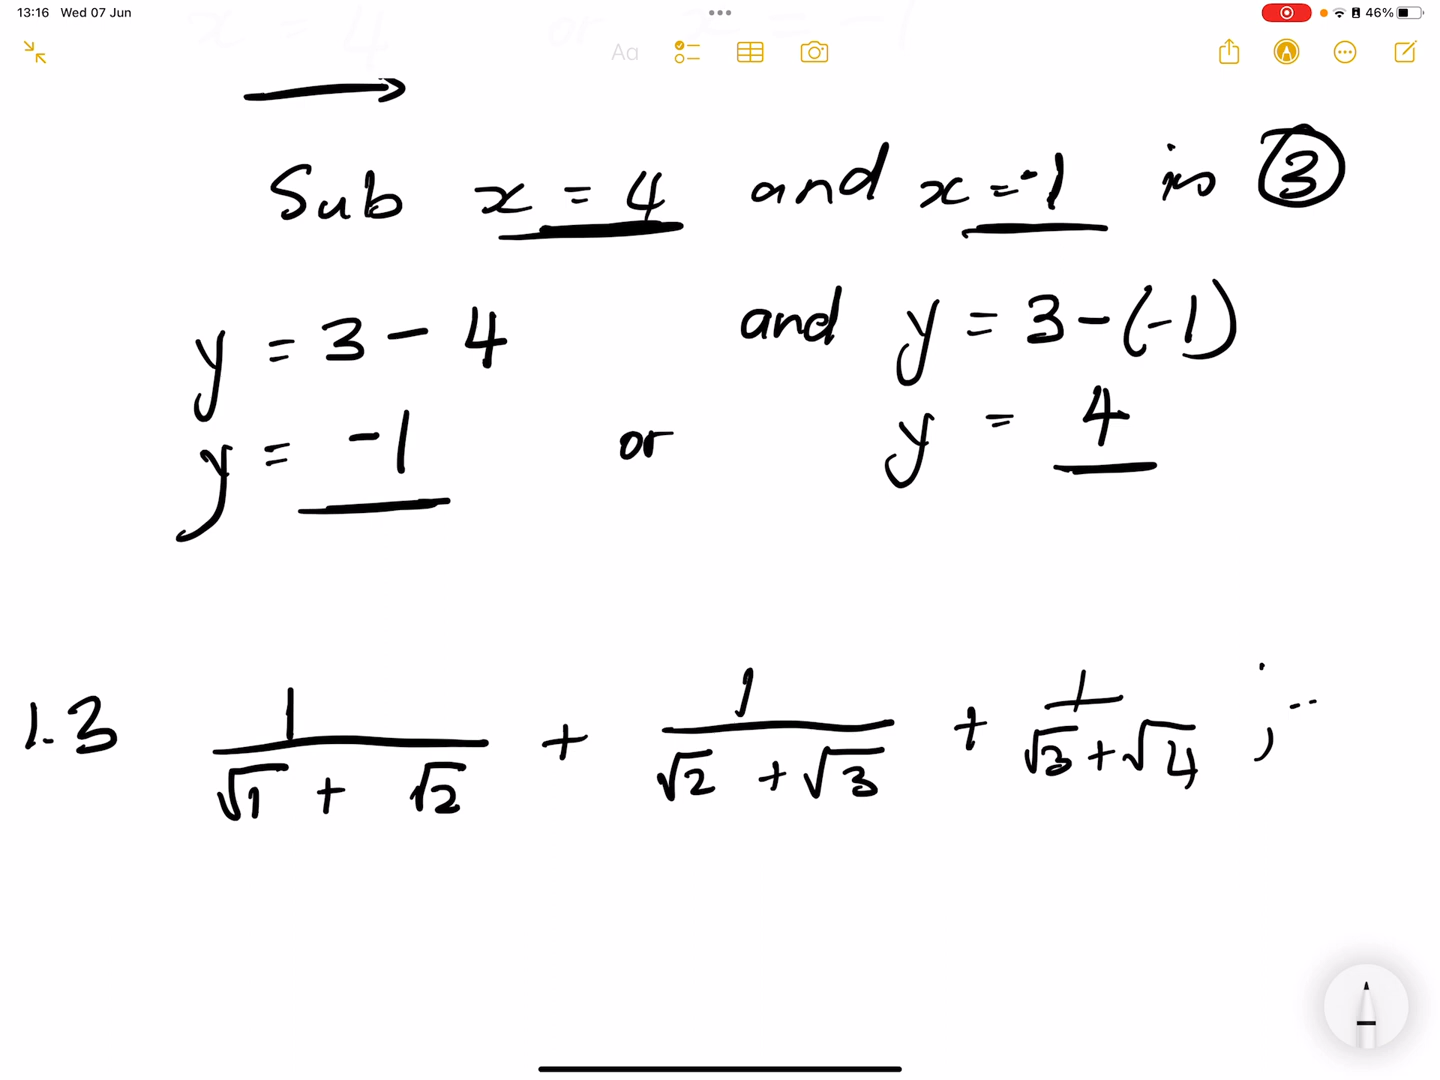 13:16 Wed 07 Jun
46%
Aa
Sub x = 4 and x = -1 in ③
y = 3 - 4 and y = 3 - (-1)
y = -1 or y = 4
1.3 1/(√1 + √2) + 1/(√2 + √3) + 1/(√3 + √4) ; ..